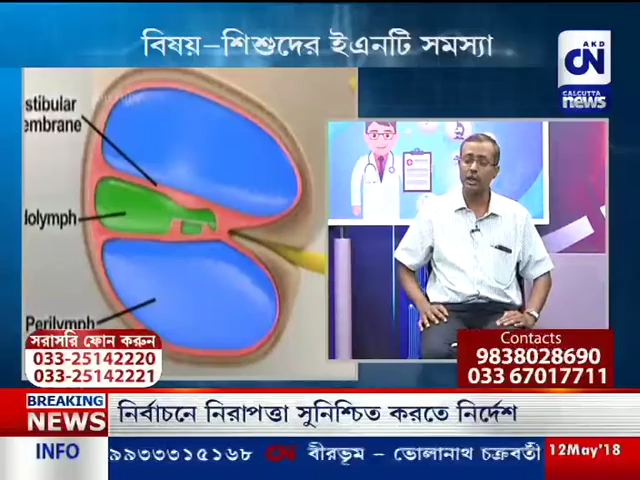 বিষয়-শিশুদের ইএনটি সমস্যা
AKD
CN
CALCUTTA
news
stibular
embrane
dolymph
Perilymph
সরাসরি ফোন করুন
033-25142220
033-25142221
Contacts
9838028690
033 67017711
BREAKING
NEWS
নির্বাচনে নিরাপত্তা সুনিশ্চিত করতে নির্দেশ
INFO
৯৯৩৩৩১৫১৬৮ CN বীরভূম - ভোলানাথ চক্রবর্তী
12May'18